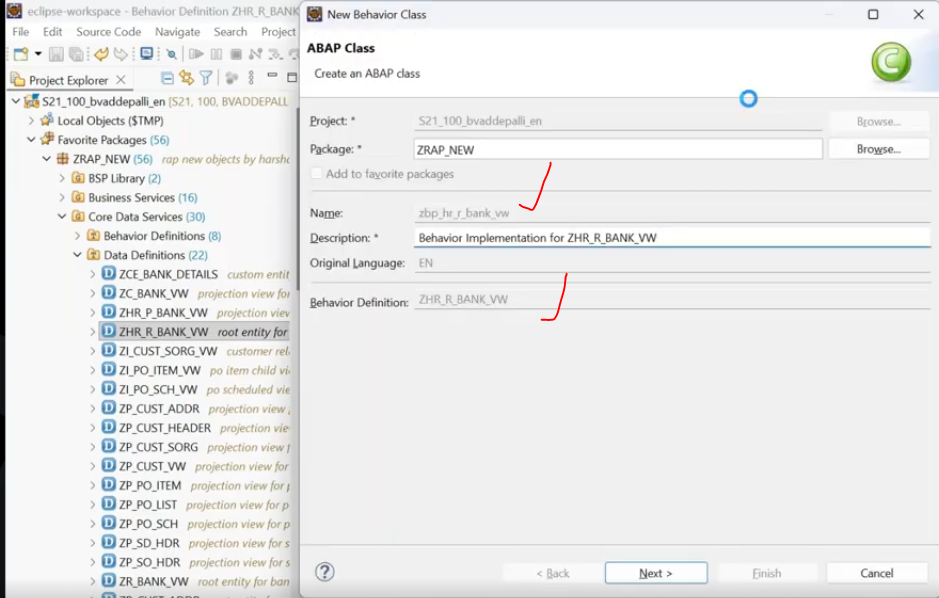 eclipse-workspace - Behavior Definition ZHR_R_BANK
File Edit Source Code Navigate Search Project
Project Explorer
S21_100_bvaddepalli_en [S21, 100, BVADDEPALL
Local Objects ($TMP)
Favorite Packages (56)
ZRAP_NEW (56) rap new objects by harsho
BSP Library (2)
Business Services (16)
Core Data Services (30)
Behavior Definitions (8)
Data Definitions (22)
ZCE_BANK_DETAILS custom entit
ZC_BANK_VW projection view for
ZHR_P_BANK_VW projection view
ZHR_R_BANK_VW root entity for
ZI_CUST_SORG_VW customer rel
ZI_PO_ITEM_VW po item child vi
ZI_PO_SCH_VW po scheduled vie
ZP_CUST_ADDR projection view
ZP_CUST_HEADER projection view
ZP_CUST_SORG projection view f
ZP_CUST_VW projection view for
ZP_PO_ITEM projection view for p
ZP_PO_LIST projection view for p
ZP_PO_SCH projection view for p
ZP_SD_HDR projection view for s
ZP_SO_HDR projection view for s
ZR_BANK_VW root entity for ban
New Behavior Class
ABAP Class
Create an ABAP class
Project: * S21_100_bvaddepalli_en Browse...
Package: * ZRAP_NEW Browse...
Add to favorite packages
Name: zbp_hr_r_bank_vw
Description: * Behavior Implementation for ZHR_R_BANK_VW
Original Language: EN
Behavior Definition: ZHR_R_BANK_VW
? < Back Next > Finish Cancel